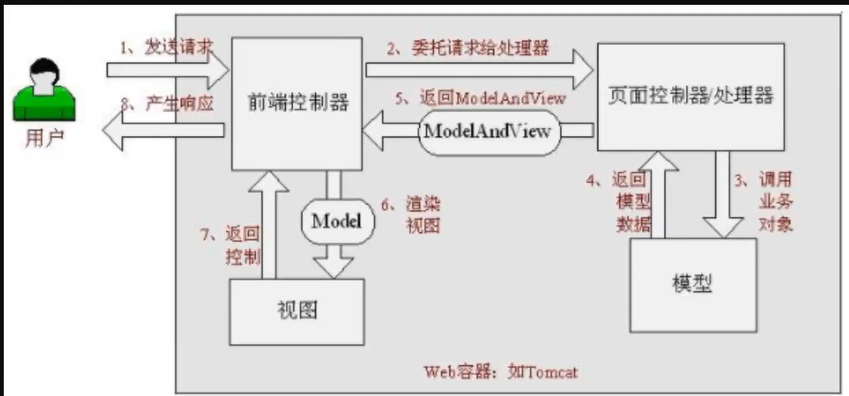 1、发送请求
2、委托请求给处理器
前端控制器
页面控制器/处理器
5、返回ModelAndView
ModelAndView
8、产生响应
用户
4、返回
模型
数据
3、调用
业务
对象
6、渲染
视图
Model
7、返回
控制
视图
模型
Web容器：如Tomcat